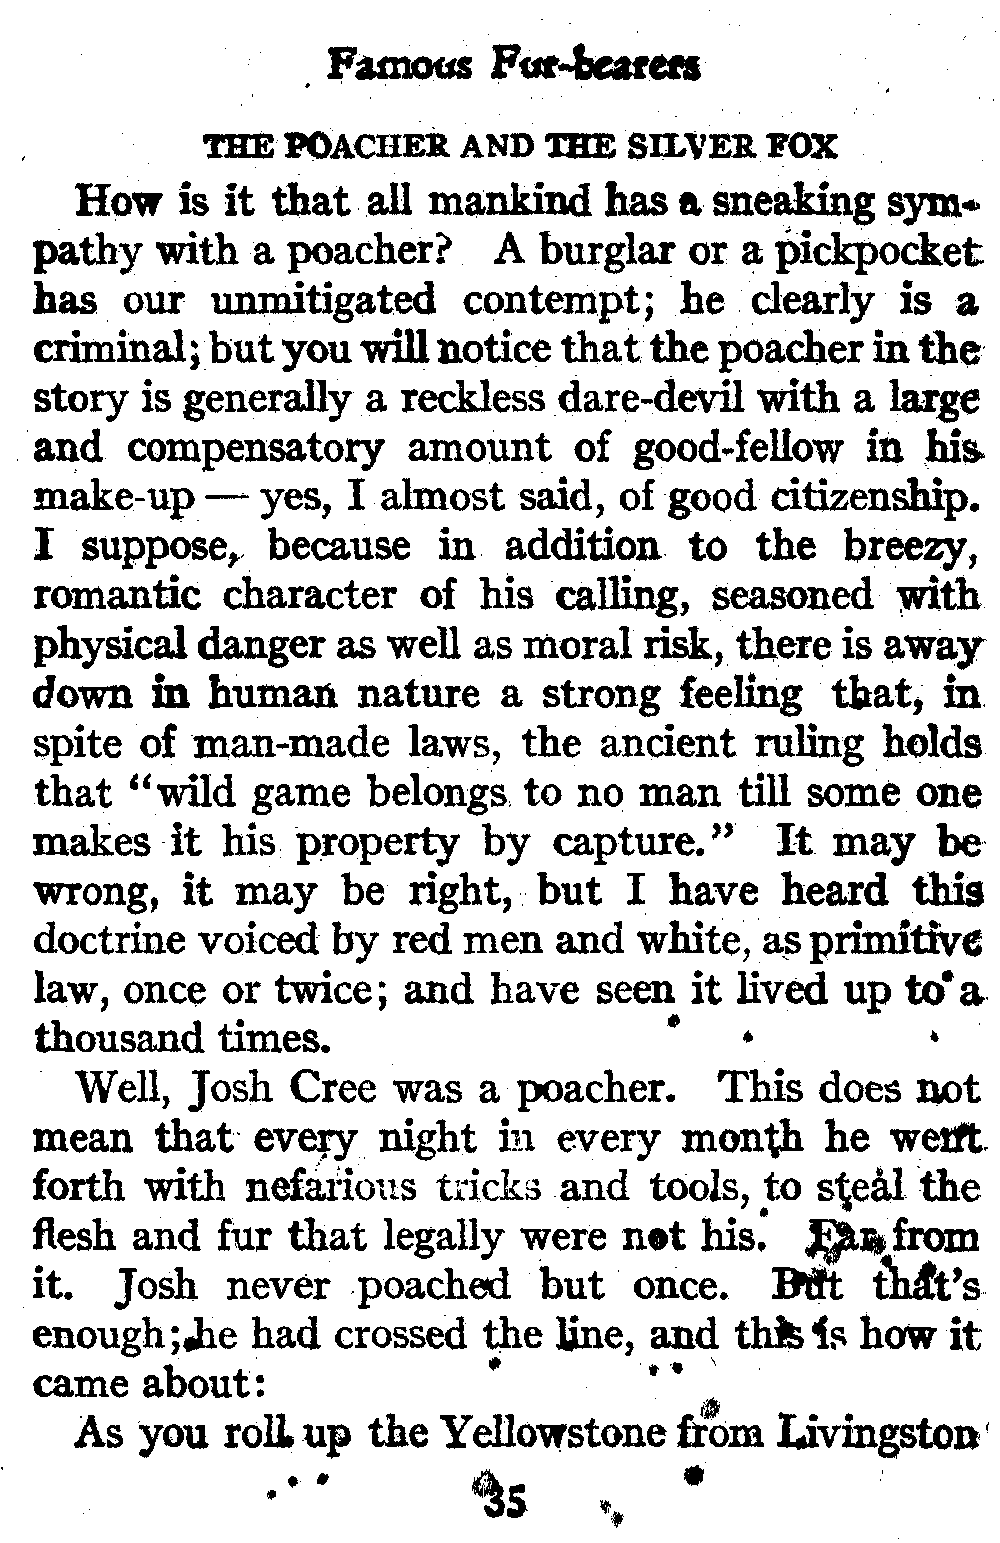 Famous Fur-bearers
THE POACHER AND THE SILVER FOX
How is it that all mankind has a sneaking sym-
pathy with a poacher? A burglar or a pickpocket
has our unmitigated contempt; he clearly is a
criminal; but you will notice that the poacher in the
story is generally a reckless dare-devil with a large
and compensatory amount of good-fellow in his
make-up — yes, I almost said, of good citizenship.
I suppose, because in addition to the breezy,
romantic character of his calling, seasoned with
physical danger as well as moral risk, there is away
down in human nature a strong feeling that, in
spite of man-made laws, the ancient ruling holds
that "wild game belongs to no man till some one
makes it his property by capture." It may be
wrong, it may be right, but I have heard this
doctrine voiced by red men and white, as primitive
law, once or twice; and have seen it lived up to a
thousand times.
Well, Josh Cree was a poacher. This does not
mean that every night in every month he went
forth with nefarious tricks and tools, to steal the
flesh and fur that legally were not his. Far from
it. Josh never poached but once. But that's
enough; he had crossed the line, and this is how it
came about:
As you roll up the Yellowstone from Livingston
35